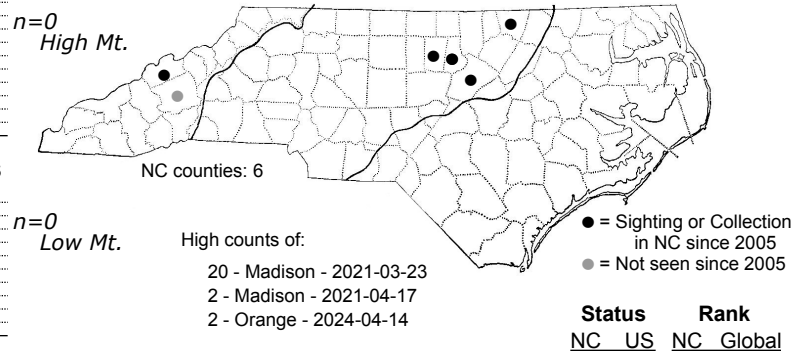 n=0
High Mt.
NC counties: 6
n=0
Low Mt.
High counts of:
20 - Madison - 2021-03-23
2 - Madison - 2021-04-17
2 - Orange - 2024-04-14
= Sighting or Collection
in NC since 2005
= Not seen since 2005
Status Rank
NC US NC Global